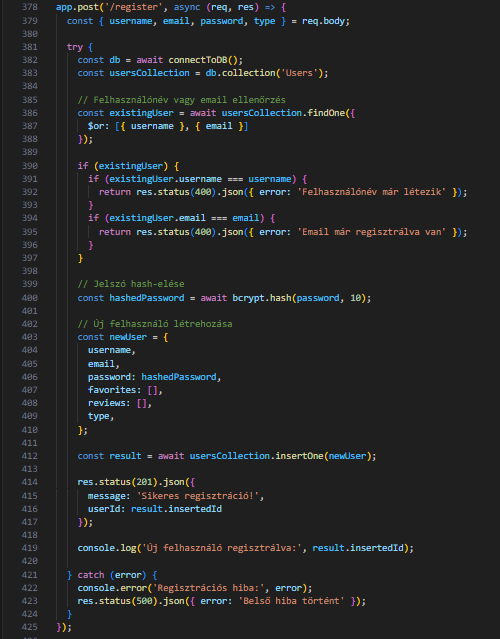 378 app.post('/register', async (req, res) => {
379 const { username, email, password, type } = req.body;
380
381 try {
382 const db = await connectToDB();
383 const usersCollection = db.collection('Users');
384
385 // Felhasználónév vagy email ellenőrzés
386 const existingUser = await usersCollection.findOne({
387 $or: [{ username }, { email }]
388 });
389
390 if (existingUser) {
391 if (existingUser.username === username) {
392 return res.status(400).json({ error: 'Felhasználónév már létezik' });
393 }
394 if (existingUser.email === email) {
395 return res.status(400).json({ error: 'Email már regisztrálva van' });
396 }
397 }
398
399 // Jelszó hash-elése
400 const hashedPassword = await bcrypt.hash(password, 10);
401
402 // Új felhasználó létrehozása
403 const newUser = {
404 username,
405 email,
406 password: hashedPassword,
407 favorites: [],
408 reviews: [],
409 type,
410 };
411
412 const result = await usersCollection.insertOne(newUser);
413
414 res.status(201).json({
415 message: 'Sikeres regisztráció!',
416 userId: result.insertedId
417 });
418
419 console.log('Új felhasználó regisztrálva:', result.insertedId);
420
421 } catch (error) {
422 console.error('Regisztrációs hiba:', error);
423 res.status(500).json({ error: 'Belső hiba történt' });
424 }
425 });